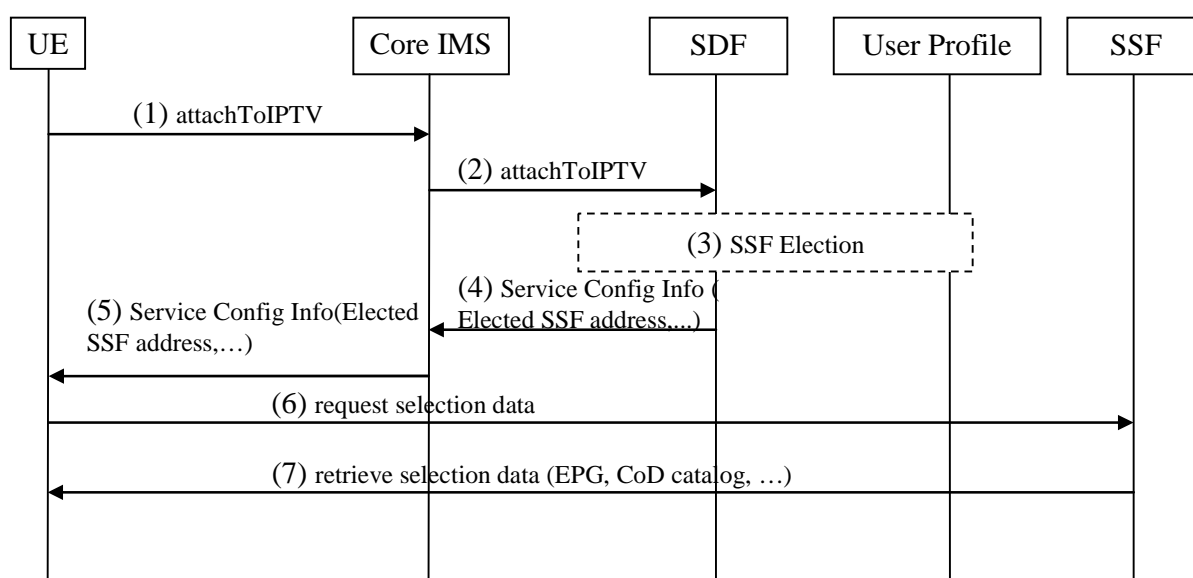 UE
Core IMS
SDF
User Profile
SSF
(1) attachToIPTV
(2) attachToIPTV
(3) SSF Election
(4) Service Config Info (
Elected SSF address,...)
(5) Service Config Info(Elected
SSF address,…)
(6) request selection data
(7) retrieve selection data (EPG, CoD catalog, …)